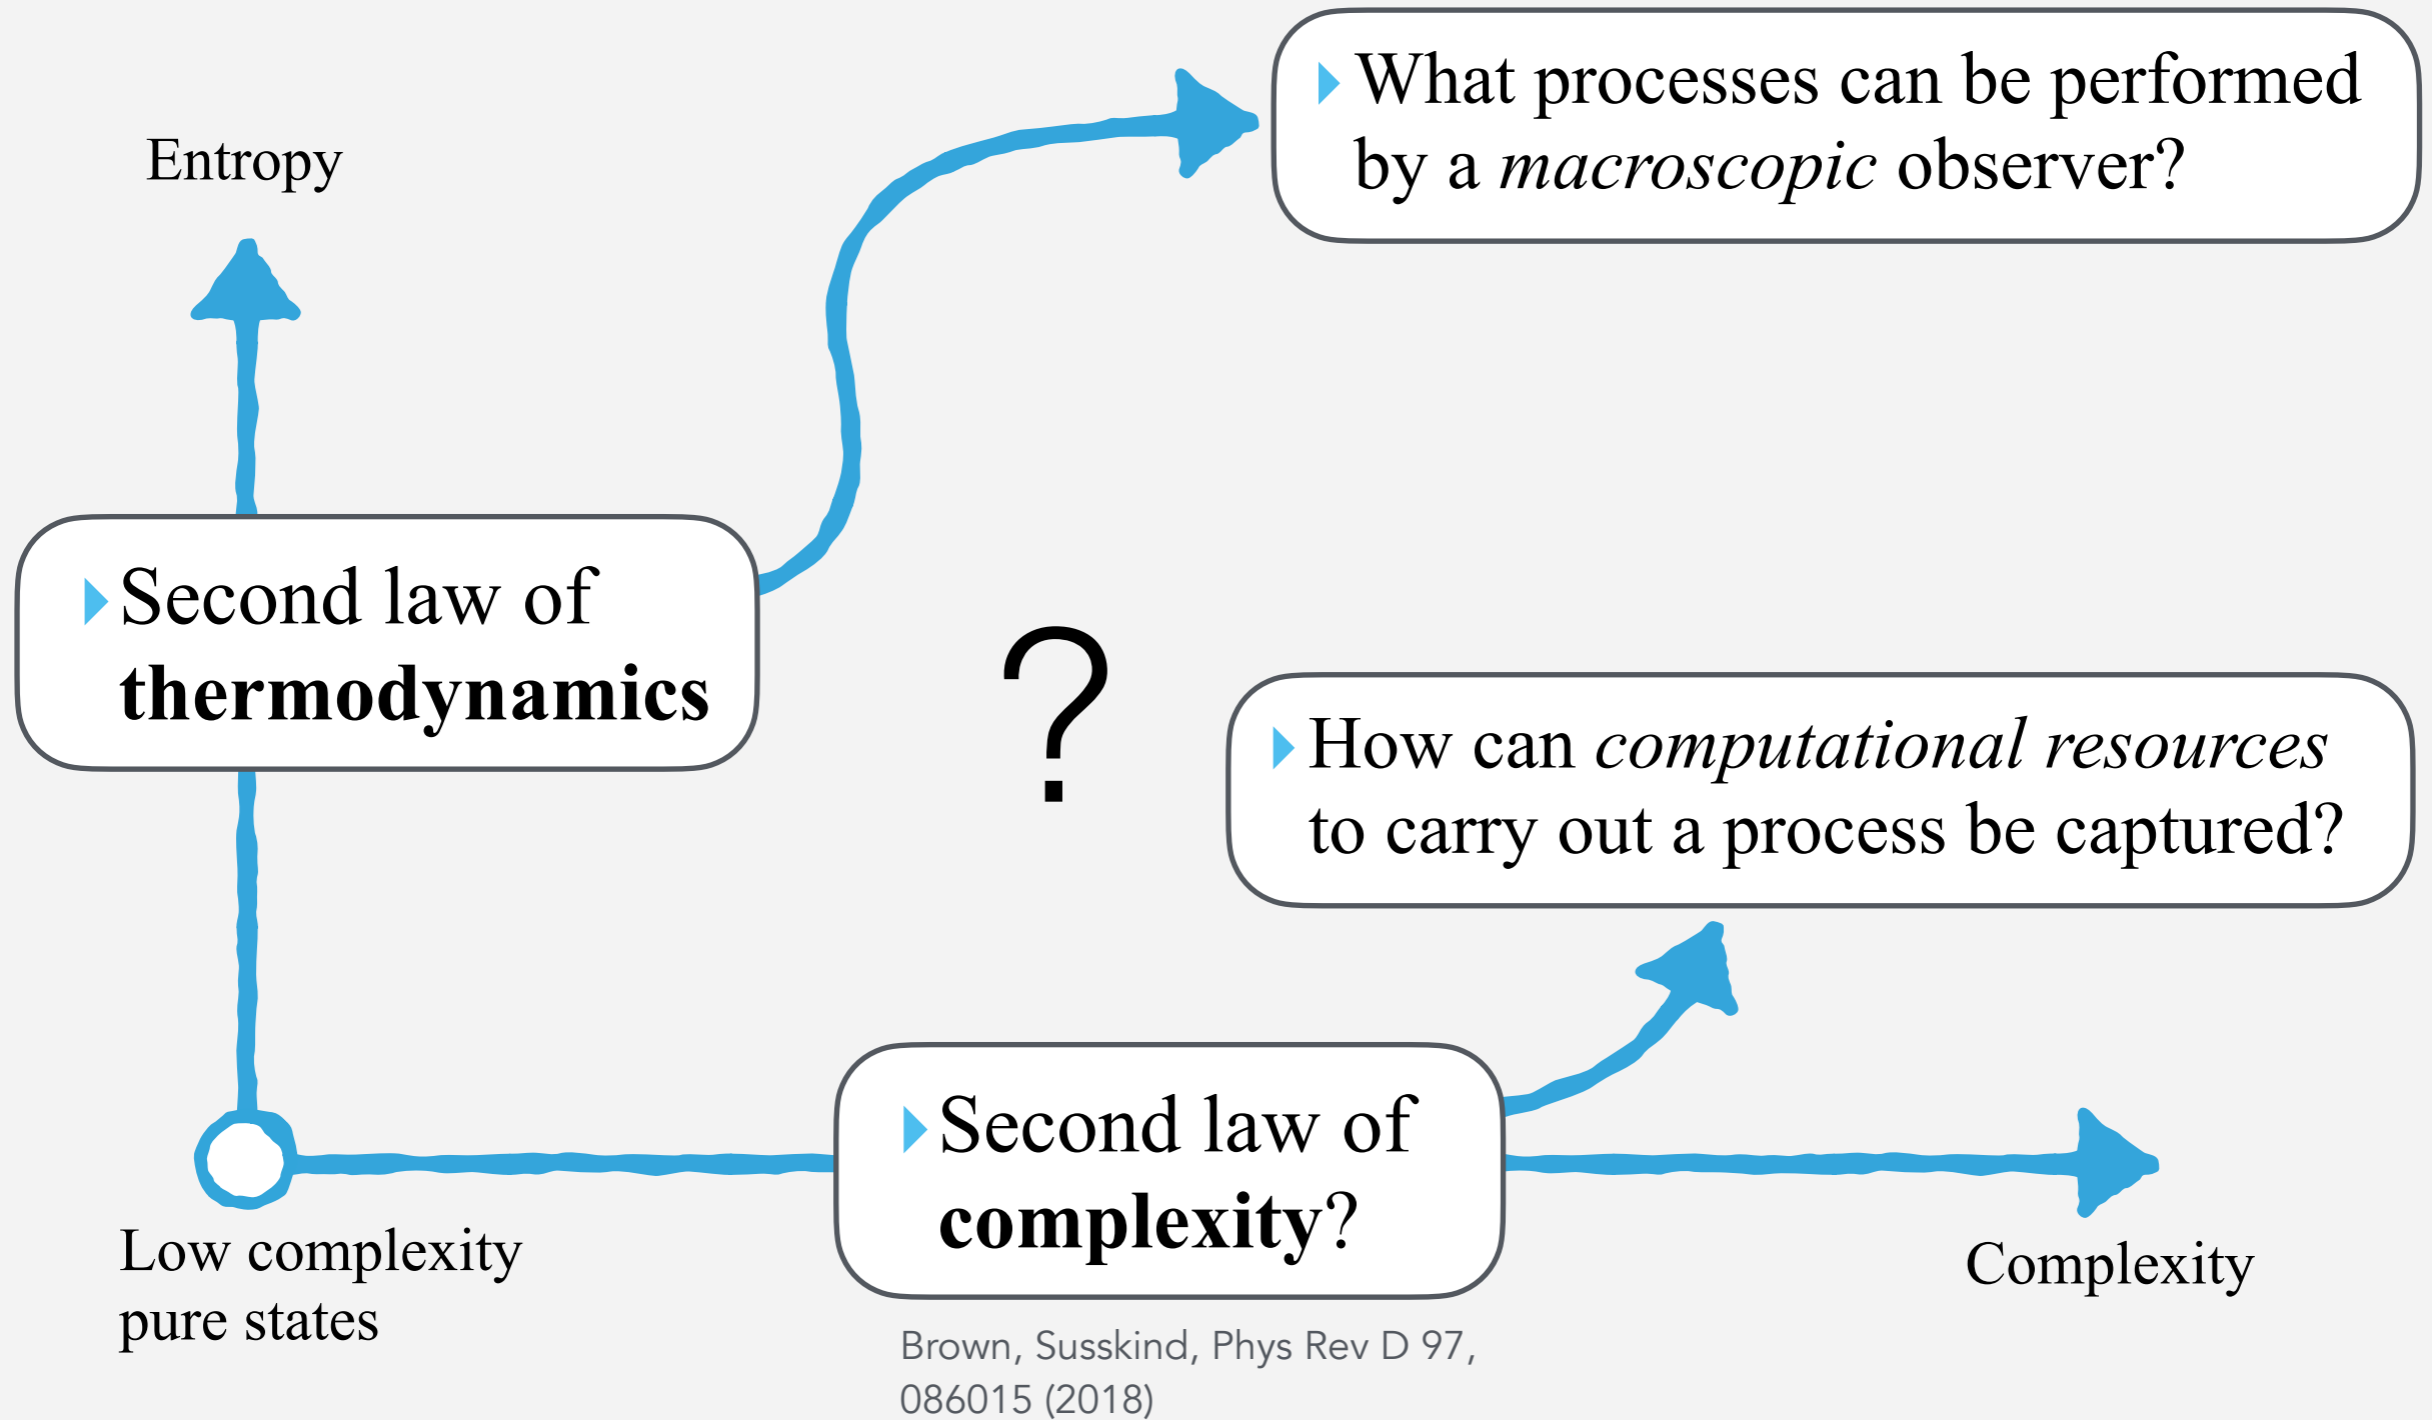 What processes can be performed
by a macroscopic observer?
Entropy
Second law of
thermodynamics
?
How can computational resources
to carry out a process be captured?
Second law of
complexity?
Low complexity
pure states
Complexity
Brown, Susskind, Phys Rev D 97,
086015 (2018)